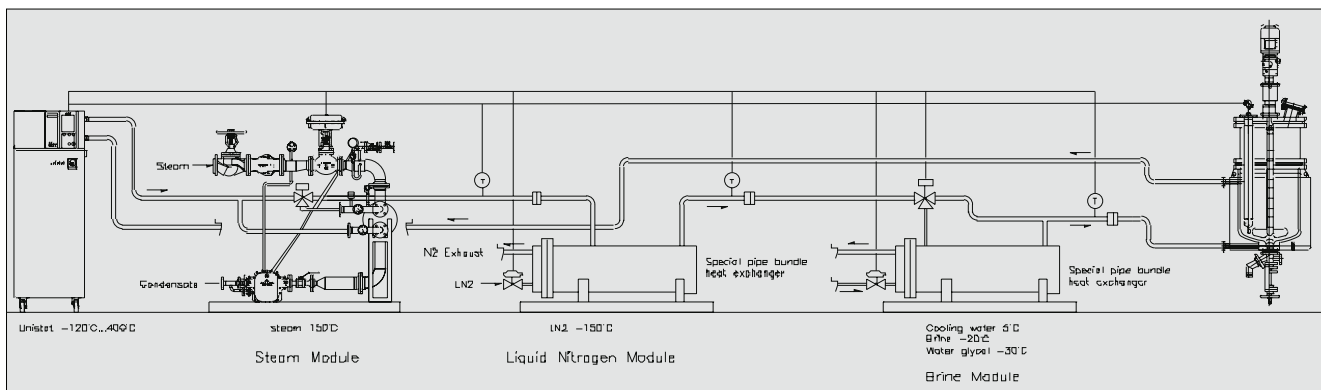 Steam
Condensate
T
N2 Exhaust
LN2
T
Special pipe bundle
heat exchanger
T
Special pipe bundle
heat exchanger
Unistat -120°C...400°C
steam 150°C
Steam Module
LN2 -150°C
Liquid Nitrogen Module
Cooling water 5°C
Brine -20°C
Water glycol -30°C
Brine Module